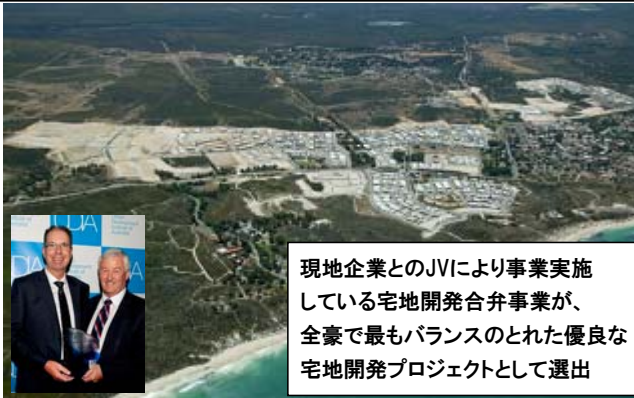 UDIA
現地企業とのJVにより事業実施
している宅地開発合弁事業が、
全豪で最もバランスのとれた優良な
宅地開発プロジェクトとして選出